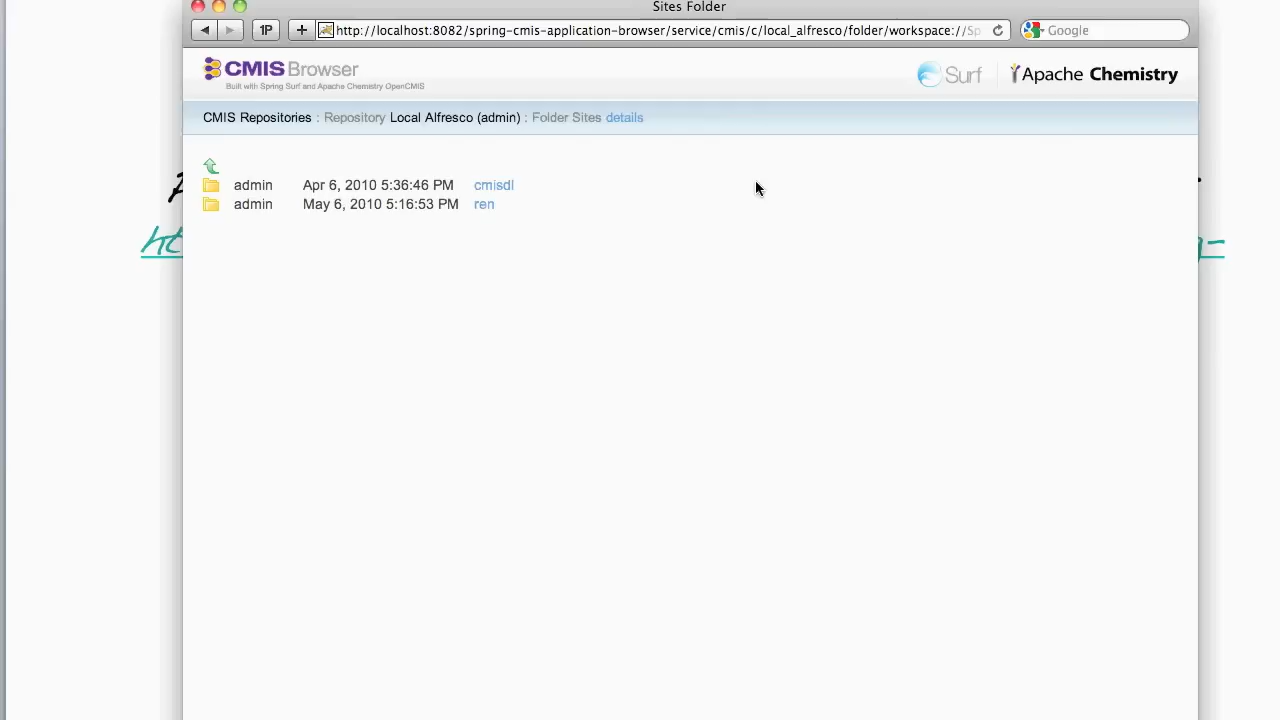 Sites Folder
1P + http://localhost:8082/spring-cmis-application-browser/service/cmis/c/local_alfresco/folder/workspace://Sp Google
CMIS Browser Surf Apache Chemistry
Built with Spring Surf and Apache Chemistry OpenCMIS
CMIS Repositories : Repository Local Alfresco (admin) : Folder Sites details
admin Apr 6, 2010 5:36:46 PM cmisdl
admin May 6, 2010 5:16:53 PM ren